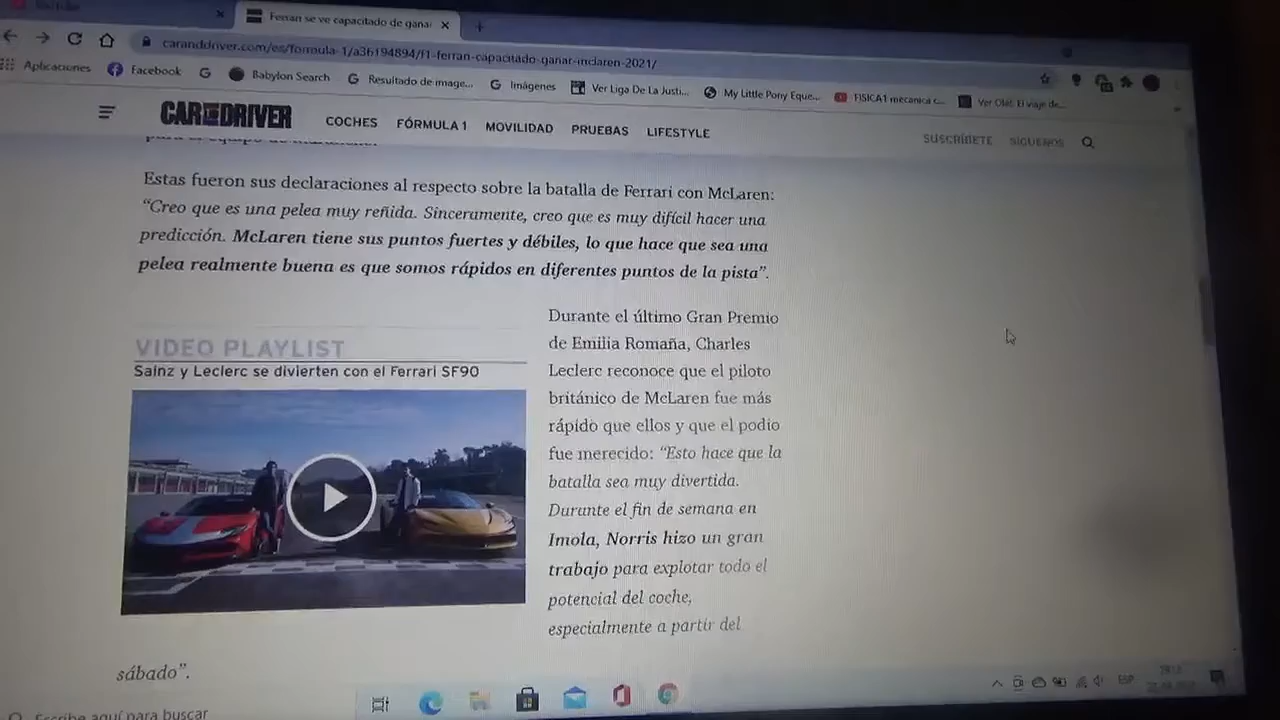 YouTube
Ferrari se ve capacitado de gana
caranddriver.com/es/formula-1/a36194894/f1-ferrari-capacitado-ganar-mclaren-2021/
Aplicaciones Facebook Babylon Search Resultado de image... Imágenes Ver Liga De La Justi... My Little Pony Eque... FISICA1 mecanica c... Ver Olé! El viaje de...
CAR AND DRIVER COCHES FÓRMULA 1 MOVILIDAD PRUEBAS LIFESTYLE SUSCRÍBETE SÍGUENOS
Estas fueron sus declaraciones al respecto sobre la batalla de Ferrari con McLaren:
“Creo que es una pelea muy reñida. Sinceramente, creo que es muy difícil hacer una
predicción. McLaren tiene sus puntos fuertes y débiles, lo que hace que sea una
pelea realmente buena es que somos rápidos en diferentes puntos de la pista”.
VIDEO PLAYLIST
Sainz y Leclerc se divierten con el Ferrari SF90
Durante el último Gran Premio
de Emilia Romaña, Charles
Leclerc reconoce que el piloto
británico de McLaren fue más
rápido que ellos y que el podio
fue merecido: “Esto hace que la
batalla sea muy divertida.
Durante el fin de semana en
Imola, Norris hizo un gran
trabajo para explotar todo el
potencial del coche,
especialmente a partir del
sábado”.
Escribe aquí para buscar
ESP